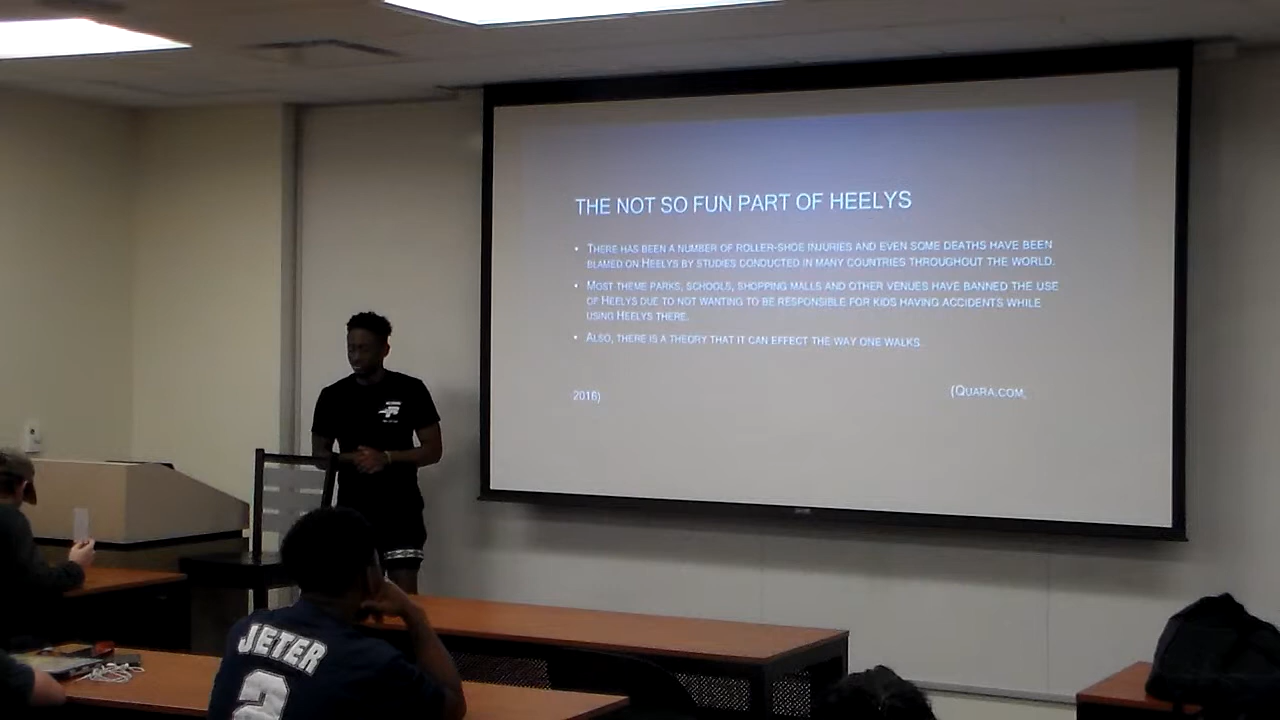 THE NOT SO FUN PART OF HEELYS
• THERE HAS BEEN A NUMBER OF ROLLER-SHOE INJURIES AND EVEN SOME DEATHS HAVE BEEN
BLAMED ON HEELYS BY STUDIES CONDUCTED IN MANY COUNTRIES THROUGHOUT THE WORLD.
• MOST THEME PARKS, SCHOOLS, SHOPPING MALLS AND OTHER VENUES HAVE BANNED THE USE
OF HEELYS DUE TO NOT WANTING TO BE RESPONSIBLE FOR KIDS HAVING ACCIDENTS WHILE
USING HEELYS THERE.
• ALSO, THERE IS A THEORY THAT IT CAN EFFECT THE WAY ONE WALKS.
(QUARA.COM,
2016)
JETER
2